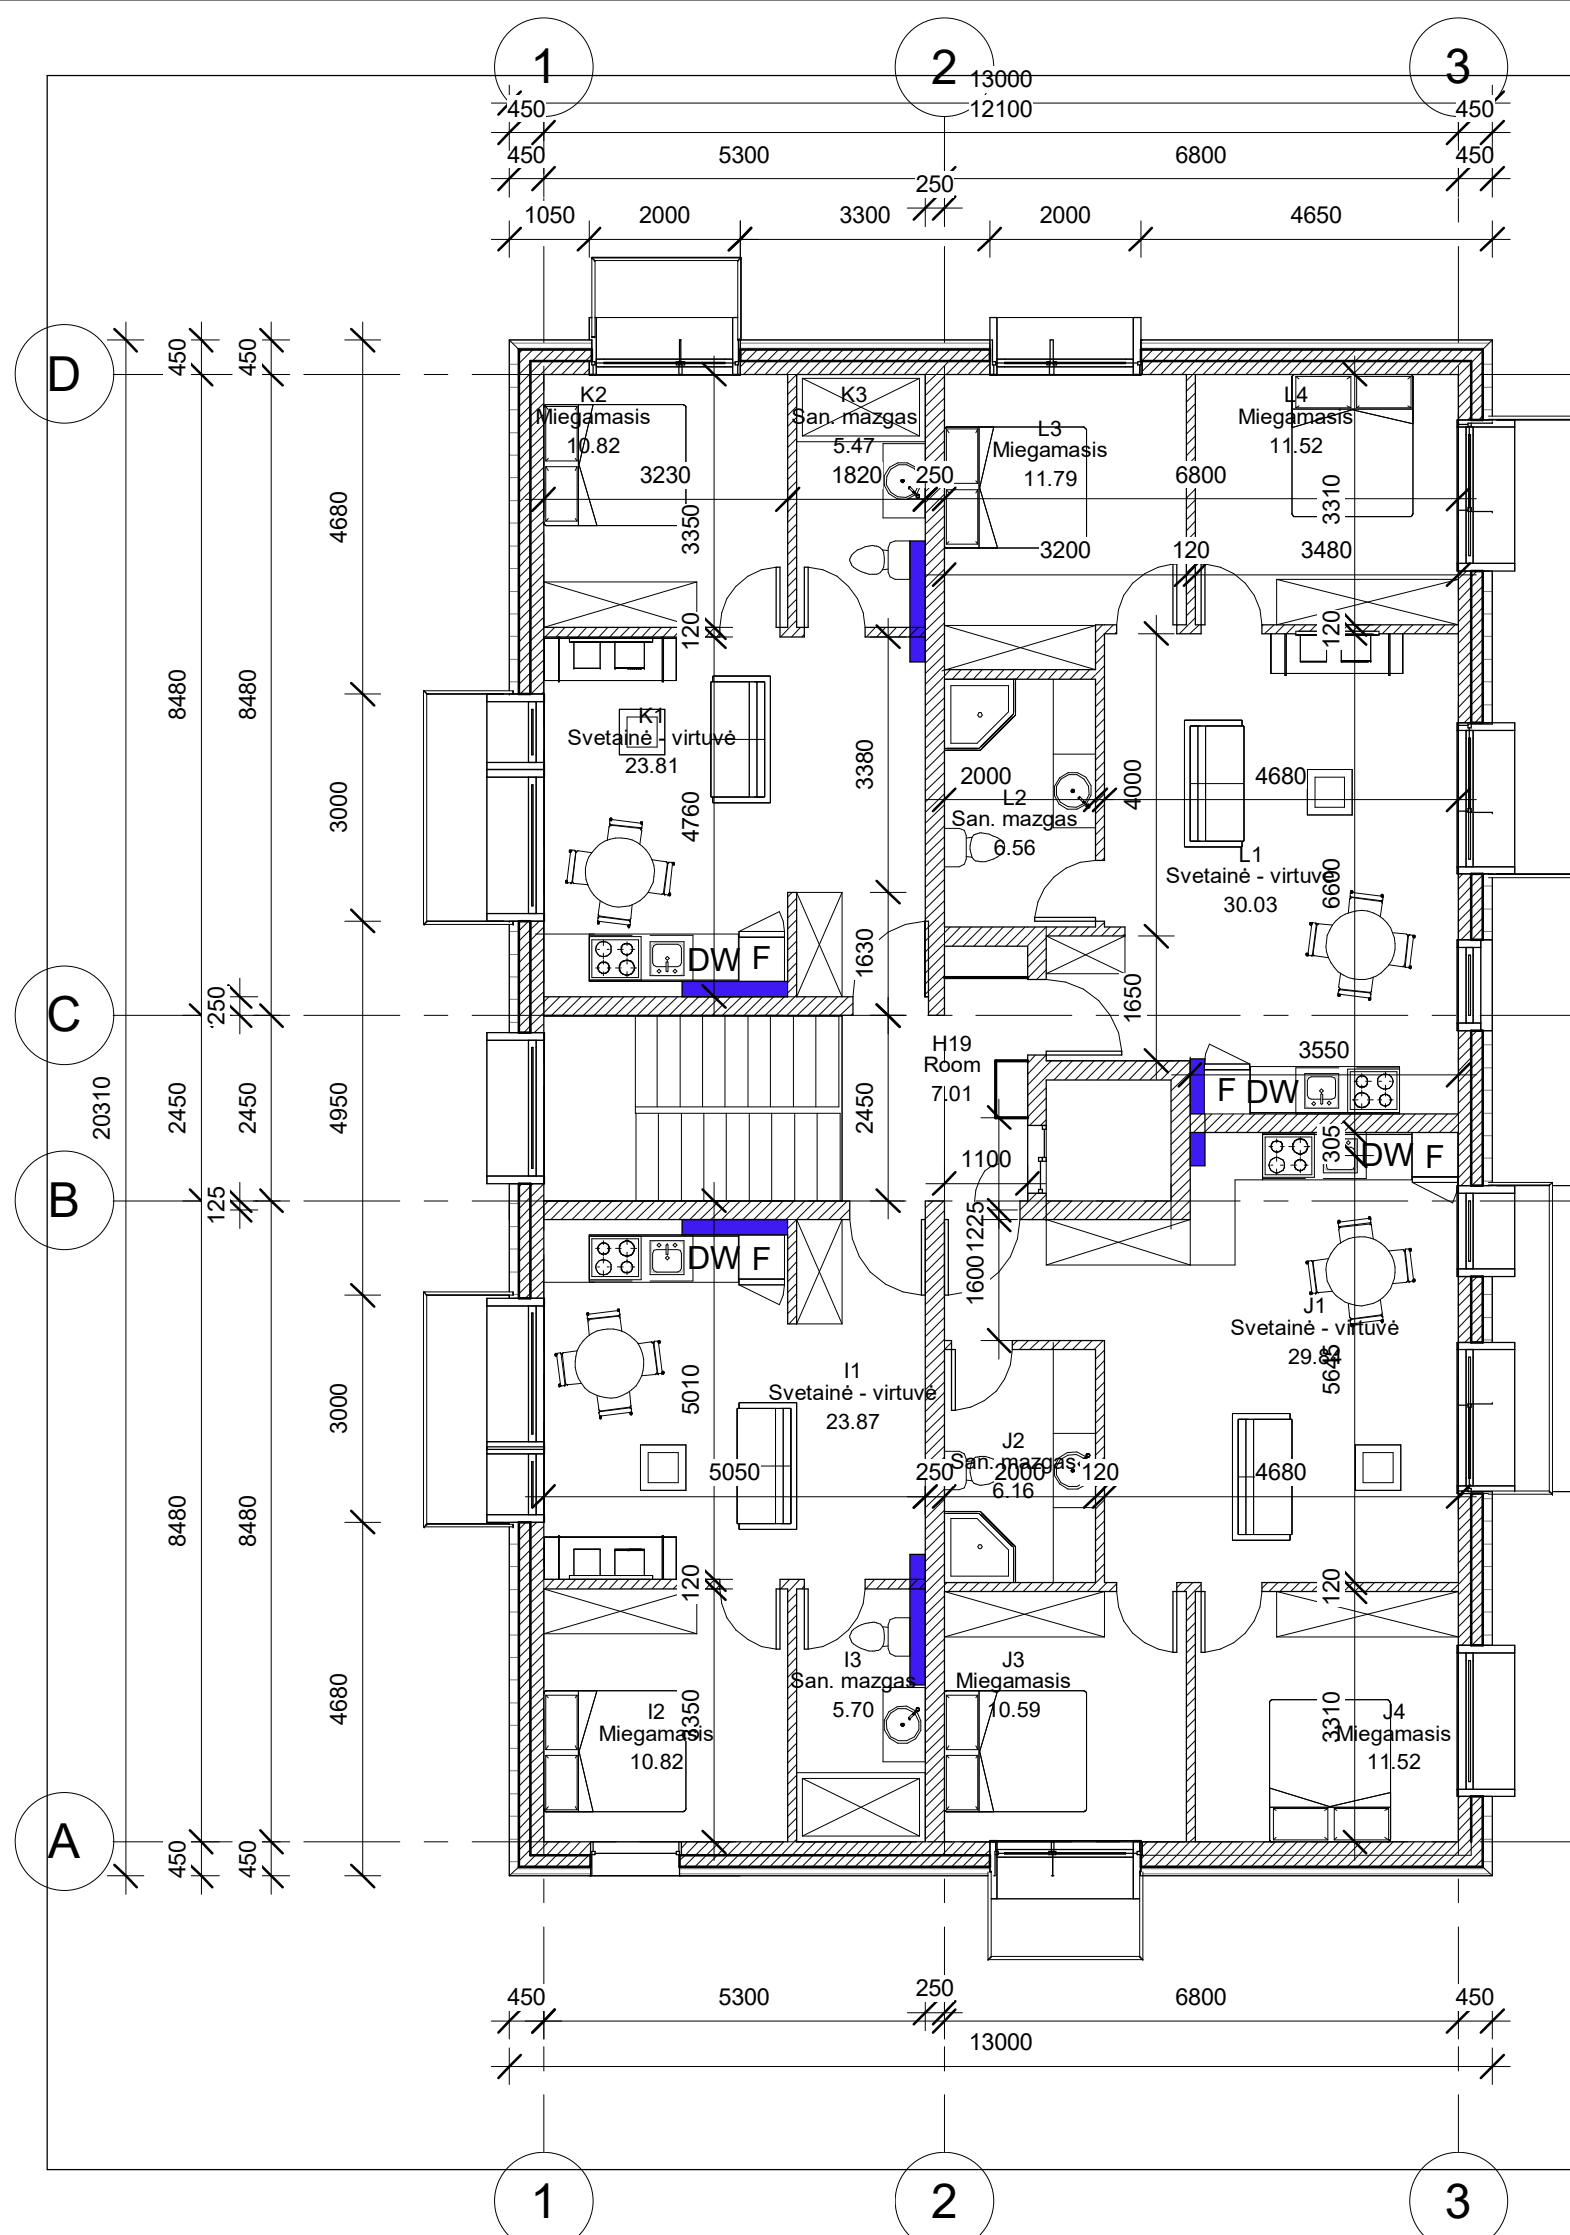 1
2
3
13000
450
12100
450
450
5300
6800
450
250
1050
2000
3300
2000
4650
D
450
450
K2
Miegamasis
10.82
K3
San. mazgas
5.47
L3
Miegamasis
11.79
L4
Miegamasis
11.52
3230
1820
250
6800
4680
3350
3310
3200
120
3480
120
120
8480
8480
K1
Svetainė - virtuvė
23.81
3380
2000
L2
San. mazgas
6.56
4000
4680
3000
4760
L1
Svetainė - virtuvė
30.03
6600
DW
F
1630
1650
C
250
H19
Room
7.01
3550
F
DW
20310
2450
2450
4950
2450
305
DW
F
1100
B
125
1225
1600
DW
F
J1
Svetainė - virtuvė
29.84
5645
3000
5010
I1
Svetainė - virtuvė
23.87
J2
San. mazgas
6.16
5050
250
2000
120
4680
8480
8480
120
120
I3
San. mazgas
5.70
J3
Miegamasis
10.59
4680
I2
Miegamasis
10.82
3350
3310
J4
Miegamasis
11.52
A
450
450
450
5300
250
6800
450
13000
1
2
3